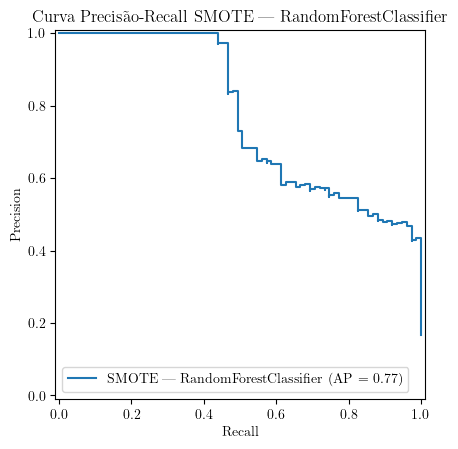 Curva Precisão-Recall SMOTE — RandomForestClassifier
1.0
0.8
0.6
0.4
0.2
0.0
Precision
SMOTE — RandomForestClassifier (AP = 0.77)
0.0 0.2 0.4 0.6 0.8 1.0
Recall